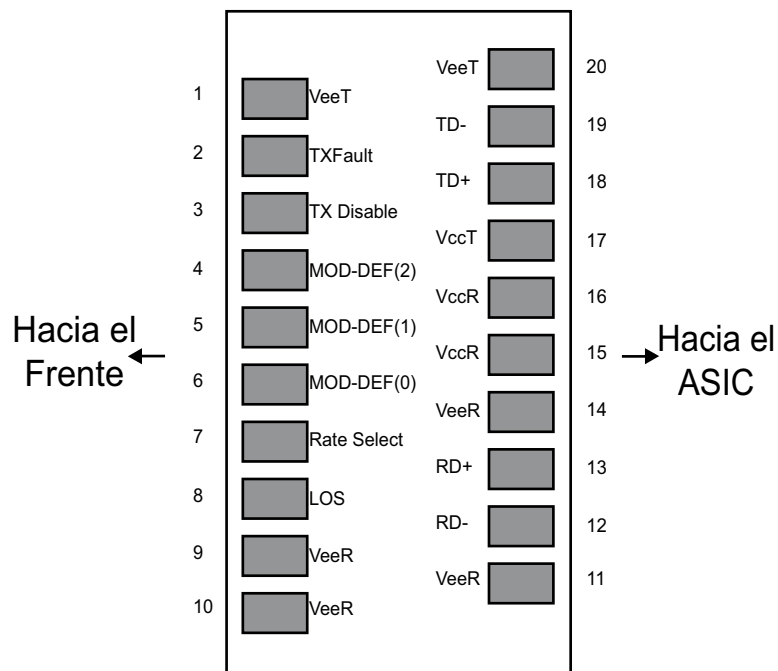 1 VeeT
2 TXFault
3 TX Disable
4 MOD-DEF(2)
5 MOD-DEF(1)
6 MOD-DEF(0)
7 Rate Select
8 LOS
9 VeeR
10 VeeR
VeeT 20
TD- 19
TD+ 18
VccT 17
VccR 16
VccR 15
VeeR 14
RD+ 13
RD- 12
VeeR 11
Hacia el
Frente
Hacia el
ASIC